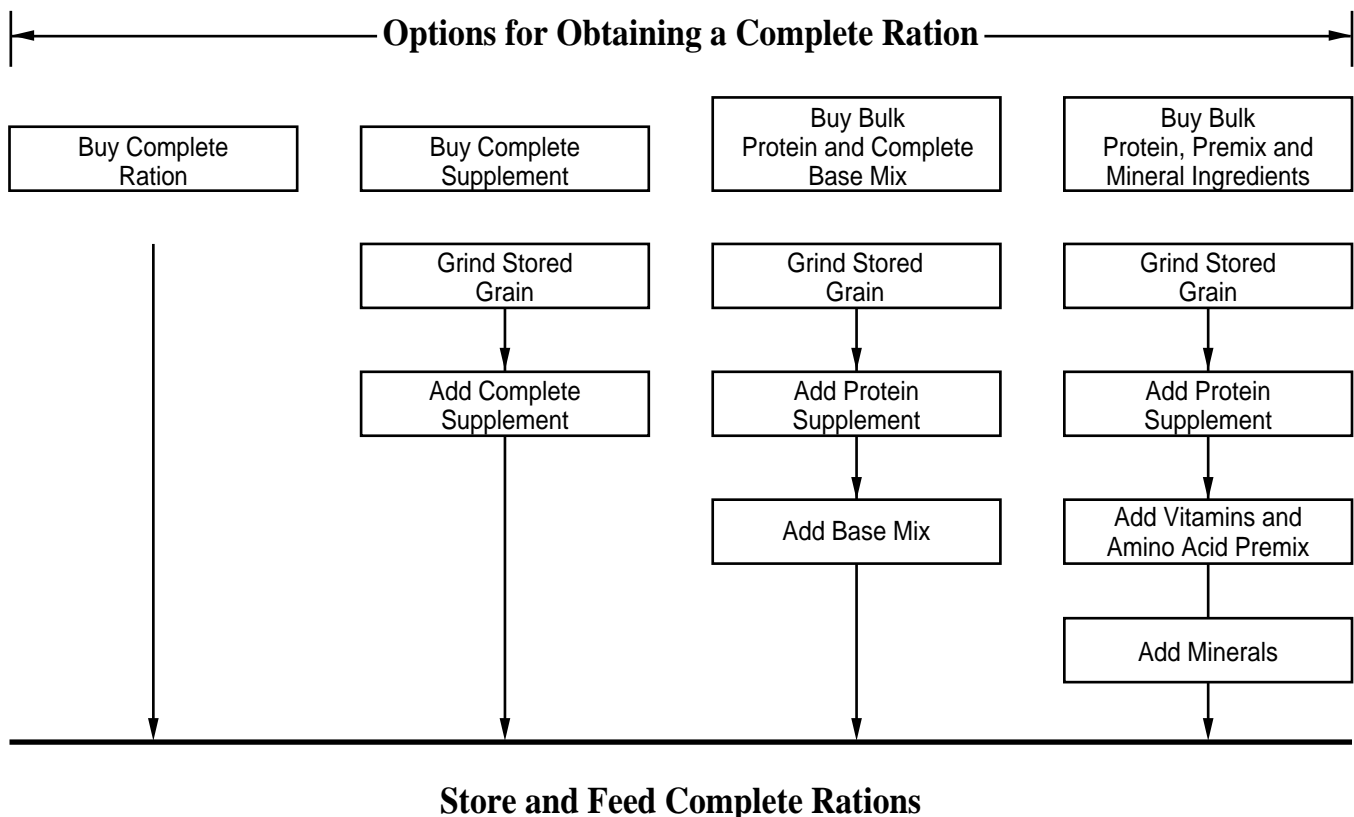 Options for Obtaining a Complete Ration
Buy Complete
Ration
Buy Complete
Supplement
Buy Bulk
Protein and Complete
Base Mix
Buy Bulk
Protein, Premix and
Mineral Ingredients
Grind Stored
Grain
Grind Stored
Grain
Grind Stored
Grain
Add Complete
Supplement
Add Protein
Supplement
Add Protein
Supplement
Add Base Mix
Add Vitamins and
Amino Acid Premix
Add Minerals
Store and Feed Complete Rations